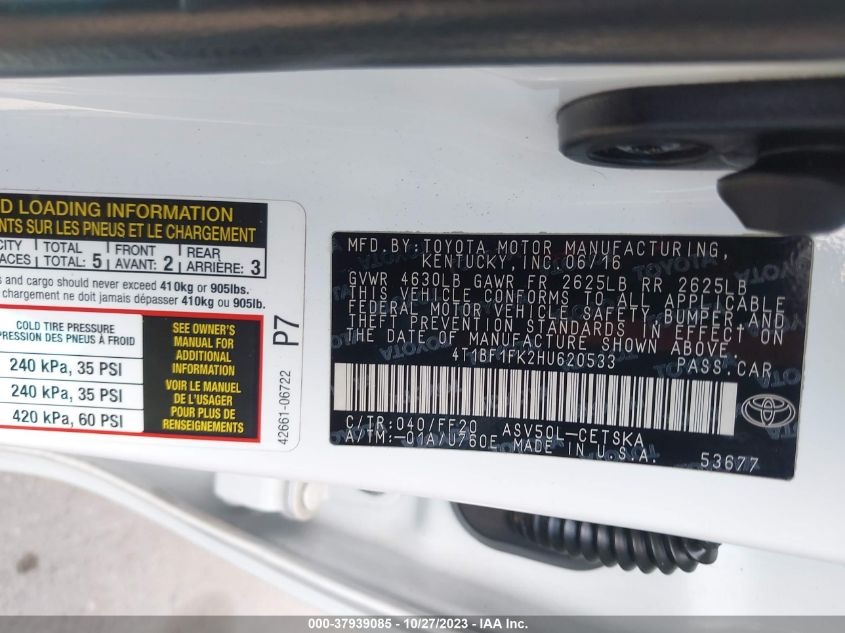 D LOADING INFORMATION
ENTS SUR LES PNEUS ET LE CHARGEMENT
CITY TOTAL FRONT REAR
PLACES TOTAL: 5 AVANT: 2 ARRIÈRE: 3
s and cargo should never exceed 410kg or 905lbs.
chargement ne doit jamais dépasser 410kg ou 905lb.
COLD TIRE PRESSURE
PRESSION DES PNEUS À FROID
240 kPa, 35 PSI
240 kPa, 35 PSI
420 kPa, 60 PSI
SEE OWNER'S
MANUAL FOR
ADDITIONAL
INFORMATION
VOIR LE MANUEL
DE L'USAGER
POUR PLUS DE
RENSEIGNEMENTS
P7
42661-06722
MFD.BY:TOYOTA MOTOR MANUFACTURING,
KENTUCKY, INC. 06/16
GVWR 4630LB GAWR FR 2625LB RR 2625LB
THIS VEHICLE CONFORMS TO ALL APPLICABLE
FEDERAL MOTOR VEHICLE SAFETY, BUMPER, AND
THEFT PREVENTION STANDARDS IN EFFECT ON
THE DATE OF MANUFACTURE SHOWN ABOVE.
4T1BF1FK2HU620533 PASS.CAR
C/TR:040/FF20 ASV50L-CETSKA
A/TM:-01A/U760E MADE IN U.S.A. 53677
000-37939085 - 10/27/2023 - IAAI.COM